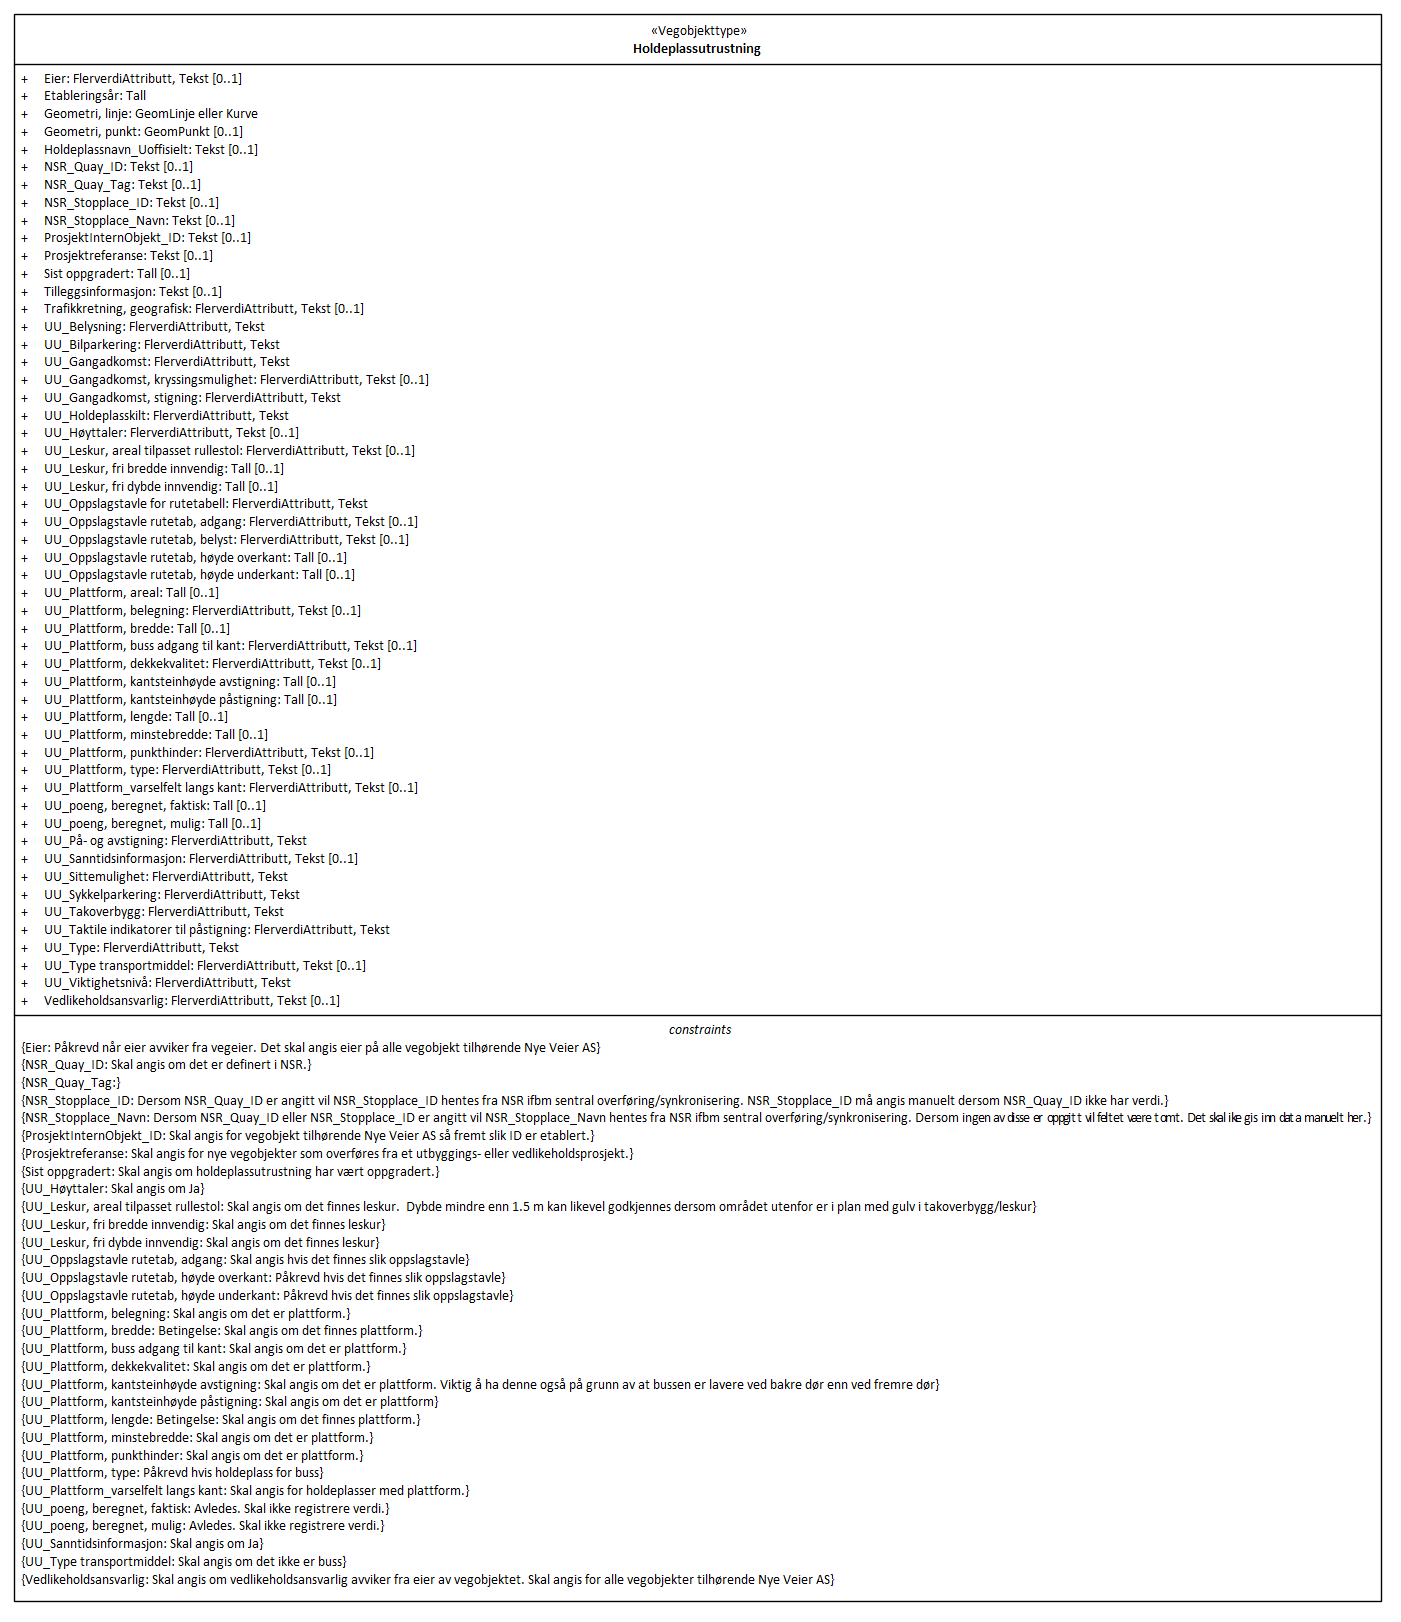 «Vegobjekttype»
Holdeplassutrustning
+ Eier: FlerverdiAttributt, Tekst [0..1]
+ Etableringsår: Tall
+ Geometri, linje: GeomLinje eller Kurve
+ Geometri, punkt: GeomPunkt [0..1]
+ Holdeplassnavn_Uoffisielt: Tekst [0..1]
+ NSR_Quay_ID: Tekst [0..1]
+ NSR_Quay_Tag: Tekst [0..1]
+ NSR_Stopplace_ID: Tekst [0..1]
+ NSR_Stopplace_Navn: Tekst [0..1]
+ ProsjektInternObjekt_ID: Tekst [0..1]
+ Prosjektreferanse: Tekst [0..1]
+ Sist oppgradert: Tall [0..1]
+ Tilleggsinformasjon: Tekst [0..1]
+ Trafikkretning, geografisk: FlerverdiAttributt, Tekst [0..1]
+ UU_Belysning: FlerverdiAttributt, Tekst
+ UU_Bilparkering: FlerverdiAttributt, Tekst
+ UU_Gangadkomst: FlerverdiAttributt, Tekst
+ UU_Gangadkomst, kryssingsmulighet: FlerverdiAttributt, Tekst [0..1]
+ UU_Gangadkomst, stigning: FlerverdiAttributt, Tekst
+ UU_Holdeplasskilt: FlerverdiAttributt, Tekst
+ UU_Høyttaler: FlerverdiAttributt, Tekst [0..1]
+ UU_Leskur, areal tilpasset rullestol: FlerverdiAttributt, Tekst [0..1]
+ UU_Leskur, fri bredde innvendig: Tall [0..1]
+ UU_Leskur, fri dybde innvendig: Tall [0..1]
+ UU_Oppslagstavle for rutetabell: FlerverdiAttributt, Tekst
+ UU_Oppslagstavle rutetab, adgang: FlerverdiAttributt, Tekst [0..1]
+ UU_Oppslagstavle rutetab, belyst: FlerverdiAttributt, Tekst [0..1]
+ UU_Oppslagstavle rutetab, høyde overkant: Tall [0..1]
+ UU_Oppslagstavle rutetab, høyde underkant: Tall [0..1]
+ UU_Plattform, areal: Tall [0..1]
+ UU_Plattform, belegning: FlerverdiAttributt, Tekst [0..1]
+ UU_Plattform, bredde: Tall [0..1]
+ UU_Plattform, buss adgang til kant: FlerverdiAttributt, Tekst [0..1]
+ UU_Plattform, dekkekvalitet: FlerverdiAttributt, Tekst [0..1]
+ UU_Plattform, kantsteinhøyde avstigning: Tall [0..1]
+ UU_Plattform, kantsteinhøyde påstigning: Tall [0..1]
+ UU_Plattform, lengde: Tall [0..1]
+ UU_Plattform, minstebredde: Tall [0..1]
+ UU_Plattform, punkthinder: FlerverdiAttributt, Tekst [0..1]
+ UU_Plattform, type: FlerverdiAttributt, Tekst [0..1]
+ UU_Plattform_varselfelt langs kant: FlerverdiAttributt, Tekst [0..1]
+ UU_poeng, beregnet, faktisk: Tall [0..1]
+ UU_poeng, beregnet, mulig: Tall [0..1]
+ UU_På- og avstigning: FlerverdiAttributt, Tekst
+ UU_Sanntidsinformasjon: FlerverdiAttributt, Tekst [0..1]
+ UU_Sittemulighet: FlerverdiAttributt, Tekst
+ UU_Sykkelparkering: FlerverdiAttributt, Tekst
+ UU_Takoverbygg: FlerverdiAttributt, Tekst
+ UU_Taktile indikatorer til påstigning: FlerverdiAttributt, Tekst
+ UU_Type: FlerverdiAttributt, Tekst
+ UU_Type transportmiddel: FlerverdiAttributt, Tekst [0..1]
+ UU_Viktighetsnivå: FlerverdiAttributt, Tekst
+ Vedlikeholdsansvarlig: FlerverdiAttributt, Tekst [0..1]
constraints
{Eier: Påkrevd når eier avviker fra vegeier. Det skal angis eier på alle vegobjekt tilhørende Nye Veier AS}
{NSR_Quay_ID: Skal angis om det er definert i NSR.}
{NSR_Quay_Tag:}
{NSR_Stopplace_ID: Dersom NSR_Quay_ID er angitt vil NSR_Stopplace_ID hentes fra NSR ifbm sentral overføring/synkronisering. NSR_Stopplace_ID må angis manuelt dersom NSR_Quay_ID ikke har verdi.}
{NSR_Stopplace_Navn: Dersom NSR_Quay_ID eller NSR_Stopplace_ID er angitt vil NSR_Stopplace_Navn hentes fra NSR ifbm sentral overføring/synkronisering. Dersom ingen av disse er oppgitt vil feltet være tomt. Det skal ike gis inn data manuelt her.}
{ProsjektInternObjekt_ID: Skal angis for vegobjekt tilhørende Nye Veier AS så fremt slik ID er etablert.}
{Prosjektreferanse: Skal angis for nye vegobjekter som overføres fra et utbyggings- eller vedlikeholdsprosjekt.}
{Sist oppgradert: Skal angis om holdeplassutrustning har vært oppgradert.}
{UU_Høyttaler: Skal angis om Ja}
{UU_Leskur, areal tilpasset rullestol: Skal angis om det finnes leskur.  Dybde mindre enn 1.5 m kan likevel godkjennes dersom området utenfor er i plan med gulv i takoverbygg/leskur}
{UU_Leskur, fri bredde innvendig: Skal angis om det finnes leskur}
{UU_Leskur, fri dybde innvendig: Skal angis om det finnes leskur}
{UU_Oppslagstavle rutetab, adgang: Skal angis hvis det finnes slik oppslagstavle}
{UU_Oppslagstavle rutetab, høyde overkant: Påkrevd hvis det finnes slik oppslagstavle}
{UU_Oppslagstavle rutetab, høyde underkant: Påkrevd hvis det finnes slik oppslagstavle}
{UU_Plattform, belegning: Skal angis om det er plattform.}
{UU_Plattform, bredde: Betingelse: Skal angis om det finnes plattform.}
{UU_Plattform, buss adgang til kant: Skal angis om det er plattform.}
{UU_Plattform, dekkekvalitet: Skal angis om det er plattform.}
{UU_Plattform, kantsteinhøyde avstigning: Skal angis om det er plattform. Viktig å ha denne også på grunn av at bussen er lavere ved bakre dør enn ved fremre dør}
{UU_Plattform, kantsteinhøyde påstigning: Skal angis om det er plattform}
{UU_Plattform, lengde: Betingelse: Skal angis om det finnes plattform.}
{UU_Plattform, minstebredde: Skal angis om det er plattform.}
{UU_Plattform, punkthinder: Skal angis om det er plattform.}
{UU_Plattform, type: Påkrevd hvis holdeplass for buss}
{UU_Plattform_varselfelt langs kant: Skal angis for holdeplasser med plattform.}
{UU_poeng, beregnet, faktisk: Avledes. Skal ikke registrere verdi.}
{UU_poeng, beregnet, mulig: Avledes. Skal ikke registrere verdi.}
{UU_Sanntidsinformasjon: Skal angis om Ja}
{UU_Type transportmiddel: Skal angis om det ikke er buss}
{Vedlikeholdsansvarlig: Skal angis om vedlikeholdsansvarlig avviker fra eier av vegobjektet. Skal angis for alle vegobjekter tilhørende Nye Veier AS}